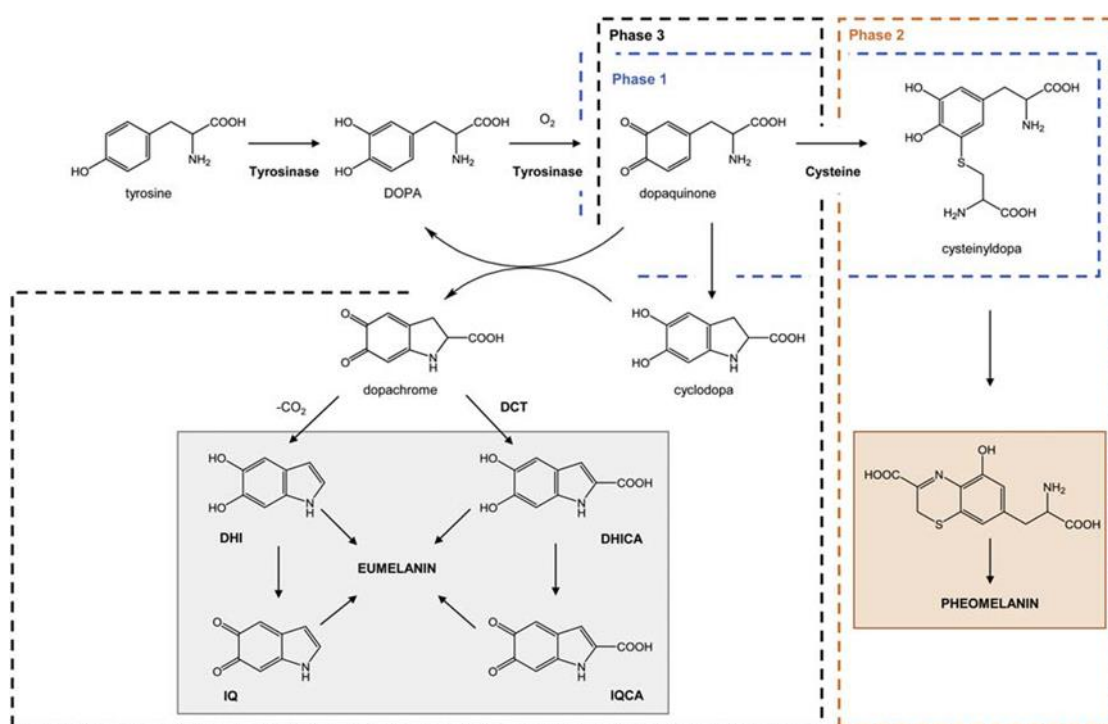 Phase 3
Phase 2
Phase 1
COOH
NH2
HO
tyrosine
Tyrosinase
HO
HO
COOH
NH2
DOPA
O2
Tyrosinase
O
O
COOH
NH2
dopaquinone
Cysteine
HO
HO
COOH
NH2
S
H2N
COOH
cysteinyldopa
O
O
N
H
COOH
dopachrome
HO
HO
N
H
COOH
cyclodopa
-CO2
DCT
HO
HO
N
H
DHI
HO
HO
N
H
COOH
DHICA
EUMELANIN
O
O
N
H
IQ
O
O
N
H
COOH
IQCA
OH
HOOC
N
S
NH2
COOH
PHEOMELANIN